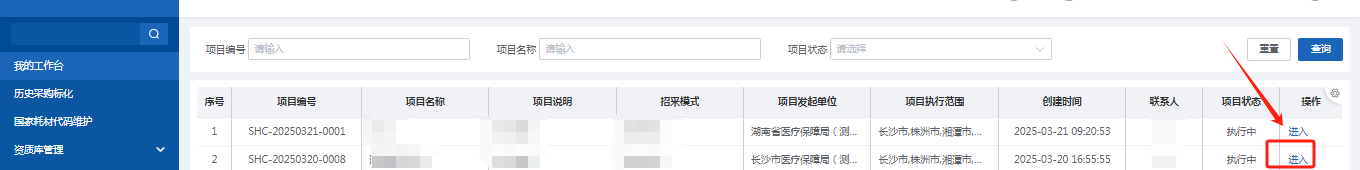 项目编号 请输入 项目名称 请输入 项目状态 请选择 重置 查询
我的工作台
历史采购标化
国家耗材代码维护
资质库管理
序号 项目编号 项目名称 项目说明 招采模式 项目发起单位 项目执行范围 创建时间 联系人 项目状态 操作
1 SHC-20250321-0001 湖南省医疗保障局（测... 长沙市,株洲市,湘潭市,... 2025-03-21 09:20:53 执行中 进入
2 SHC-20250320-0008 长沙市医疗保障局（测... 长沙市,株洲市,湘潭市,... 2025-03-20 16:55:55 执行中 进入